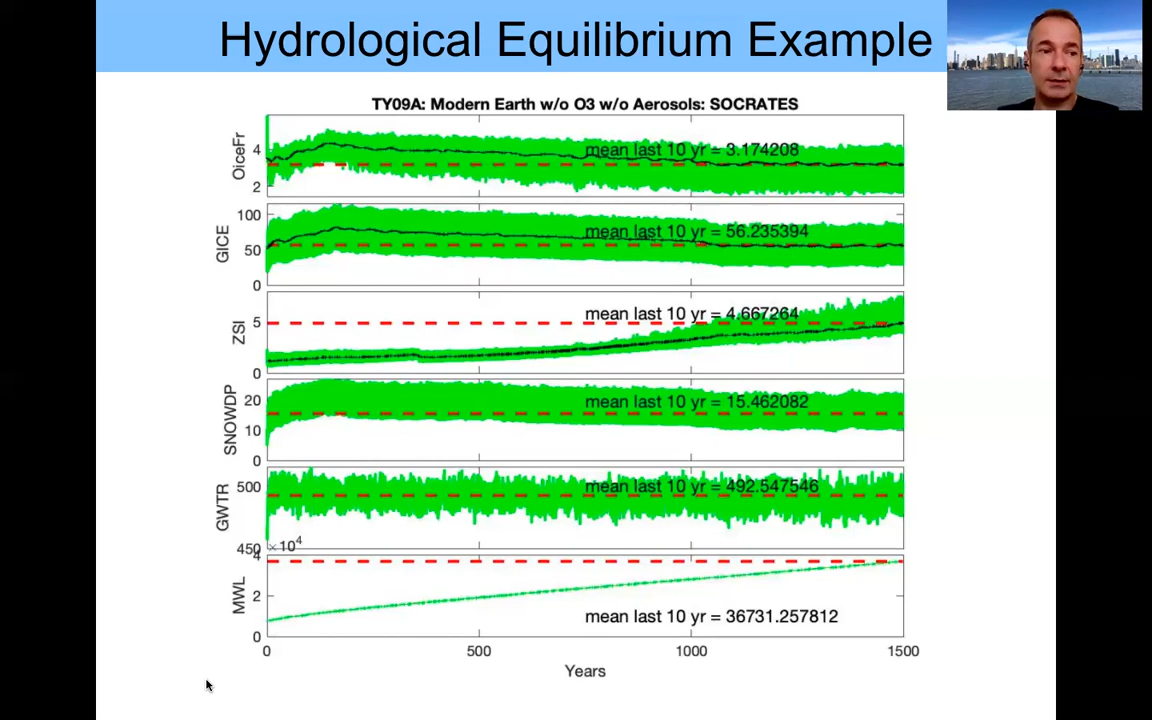 Hydrological Equilibrium Example
TY09A: Modern Earth w/o O3 w/o Aerosols: SOCRATES
OiceFr
4
2
mean last 10 yr = 3.174208
GICE
100
50
0
mean last 10 yr = 56.235394
ZSI
5
0
mean last 10 yr = 4.667264
SNOWDP
20
10
0
mean last 10 yr = 15.462082
GWTR
500
450
mean last 10 yr = 492.547546
×10⁴
MWL
4
2
0
mean last 10 yr = 36731.257812
0 500 1000 1500
Years